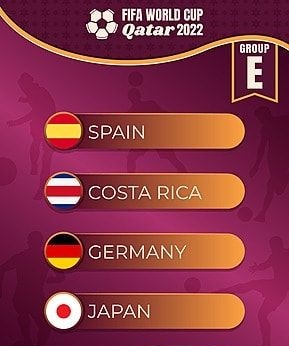 FIFA WORLD CUP
Qatar 2022
GROUP
E
SPAIN
COSTA RICA
GERMANY
JAPAN